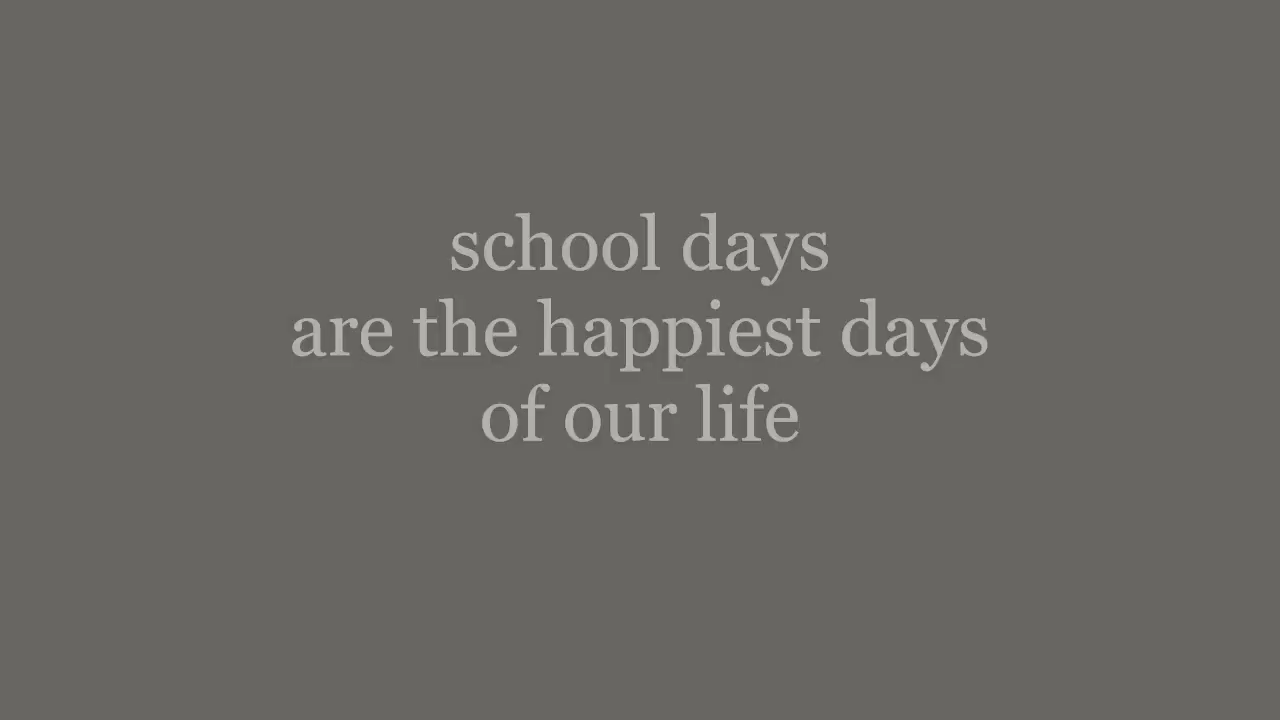 school days
are the happiest days
of our life